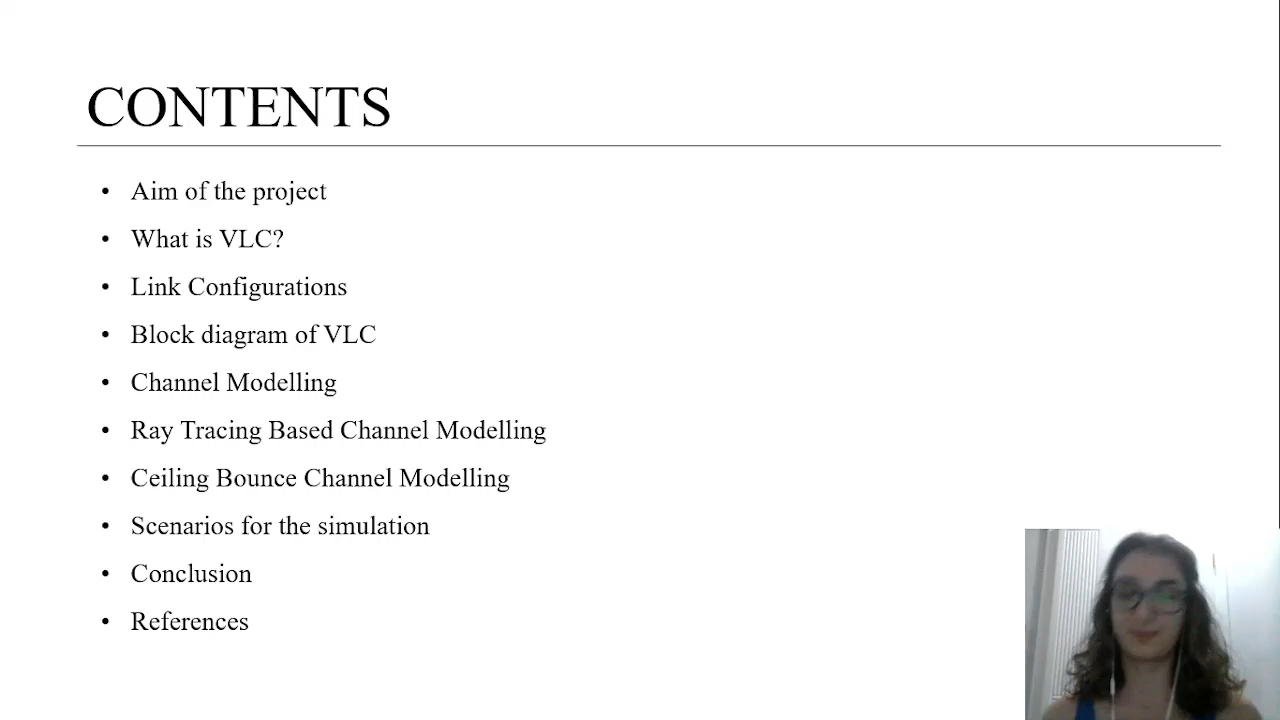 CONTENTS
• Aim of the project
• What is VLC?
• Link Configurations
• Block diagram of VLC
• Channel Modelling
• Ray Tracing Based Channel Modelling
• Ceiling Bounce Channel Modelling
• Scenarios for the simulation
• Conclusion
• References